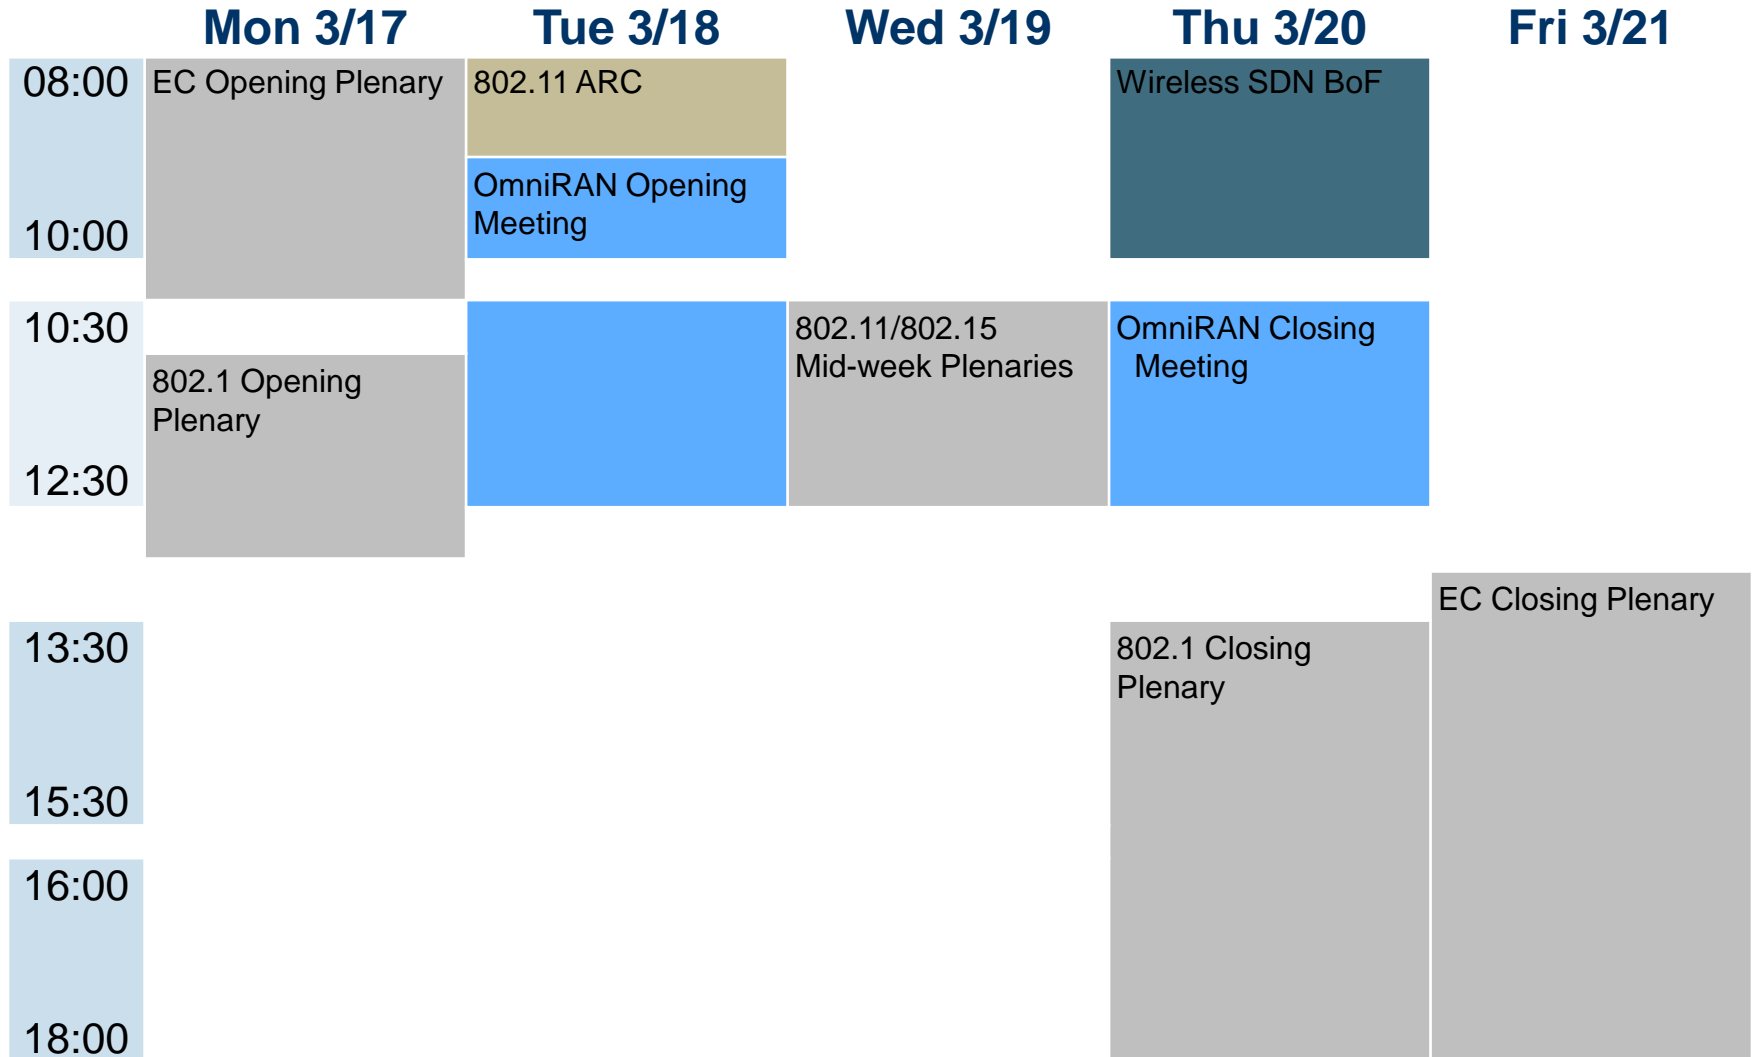 Mon 3/17 Tue 3/18 Wed 3/19 Thu 3/20 Fri 3/21
08:00 EC Opening Plenary 802.11 ARC Wireless SDN BoF
OmniRAN Opening
Meeting
10:00
10:30 802.11/802.15 OmniRAN Closing
Mid-week Plenaries Meeting
802.1 Opening
Plenary
12:30
EC Closing Plenary
13:30 802.1 Closing
Plenary
15:30
16:00
18:00